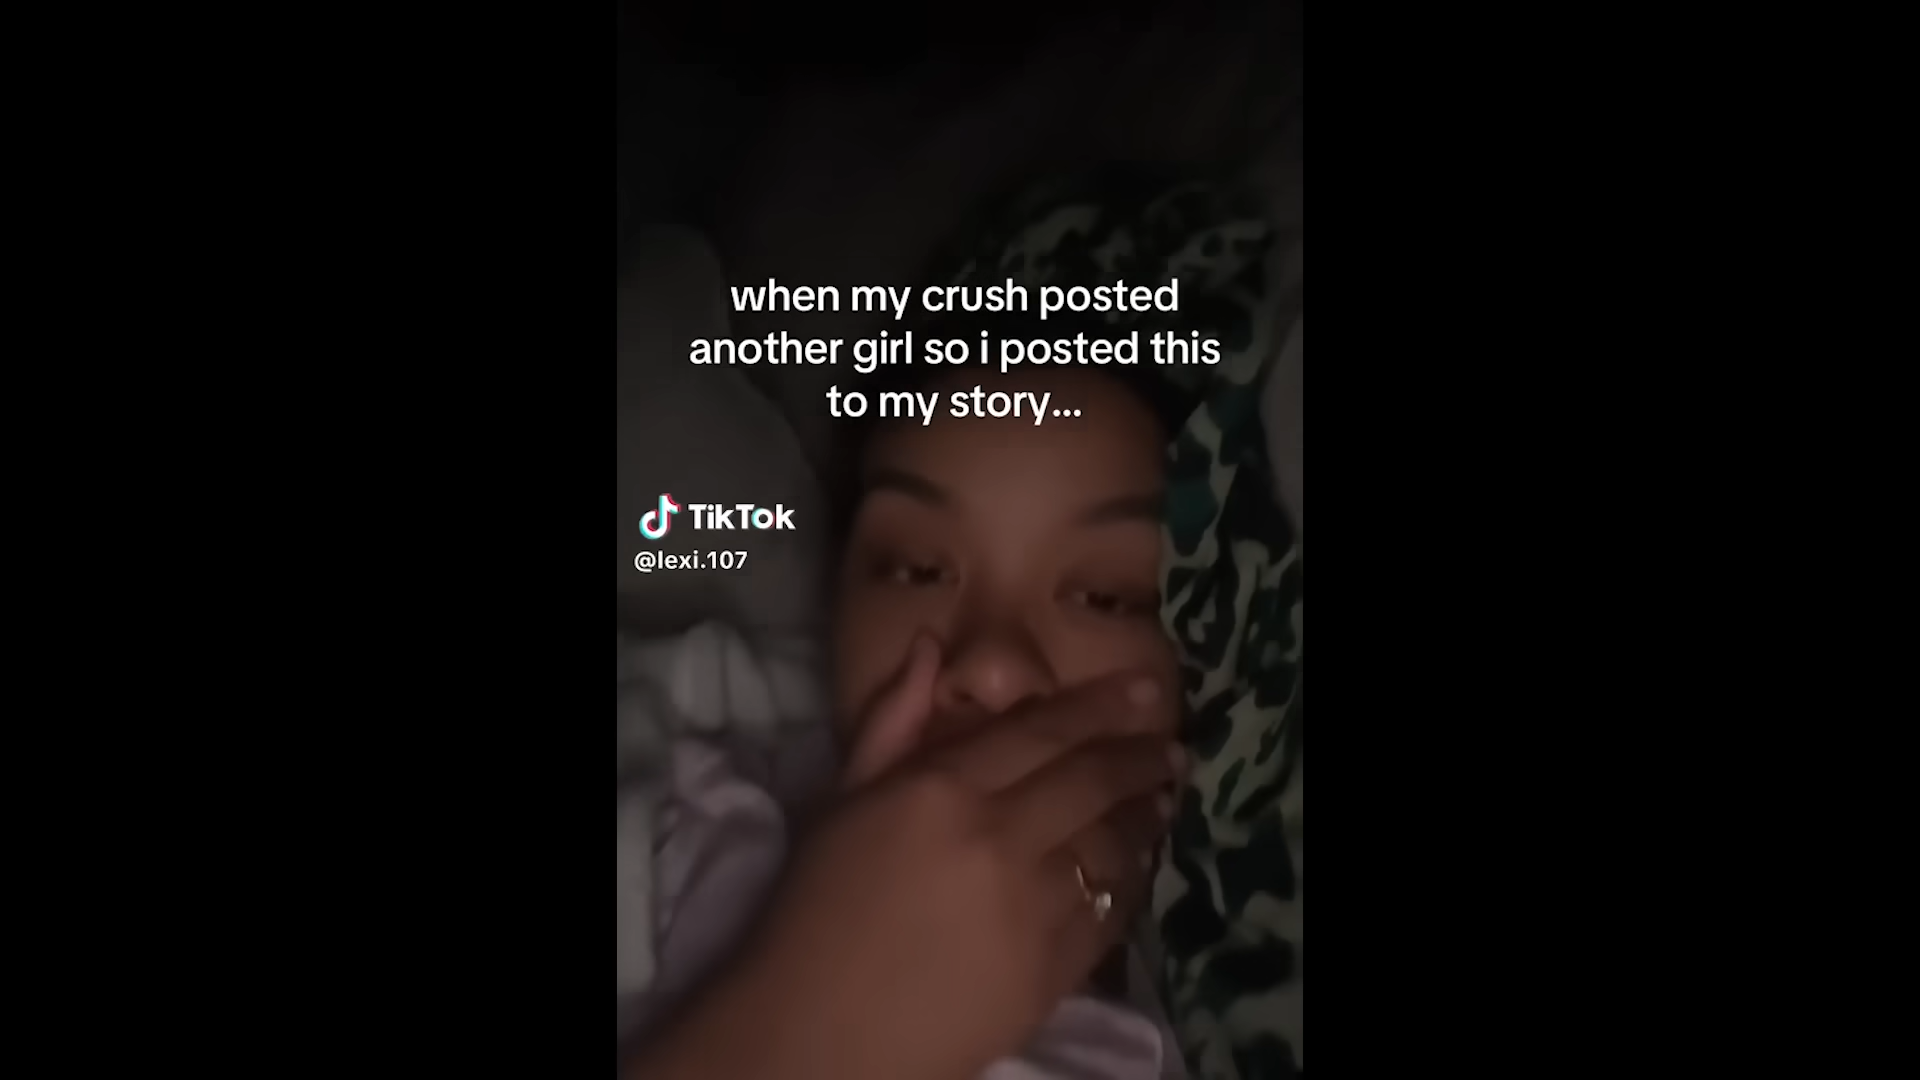 when my crush posted
another girl so i posted this
to my story...
TikTok
@lexi.107